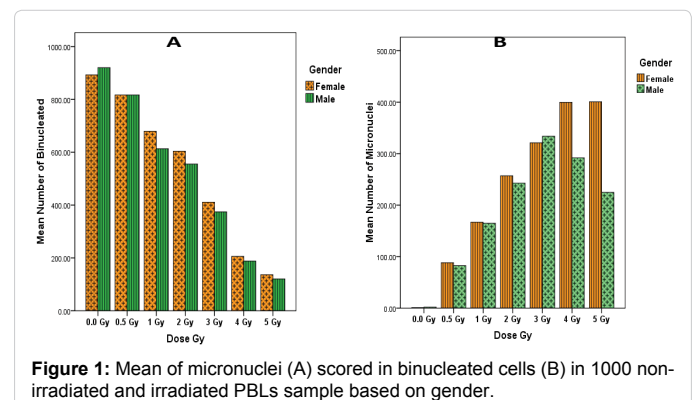 A
1000.00
800.00
600.00
400.00
200.00
0.00
Mean Number of Binucleated
0.0 Gy 0.5 Gy 1 Gy 2 Gy 3 Gy 4 Gy 5 Gy
Dose Gy
Gender
Female
Male
B
500.00
400.00
300.00
200.00
100.00
0.00
Mean Number of Micronuclei
0.0 Gy 0.5 Gy 1 Gy 2 Gy 3 Gy 4 Gy 5 Gy
Dose Gy
Gender
Female
Male
Figure 1: Mean of micronuclei (A) scored in binucleated cells (B) in 1000 non-
irradiated and irradiated PBLs sample based on gender.